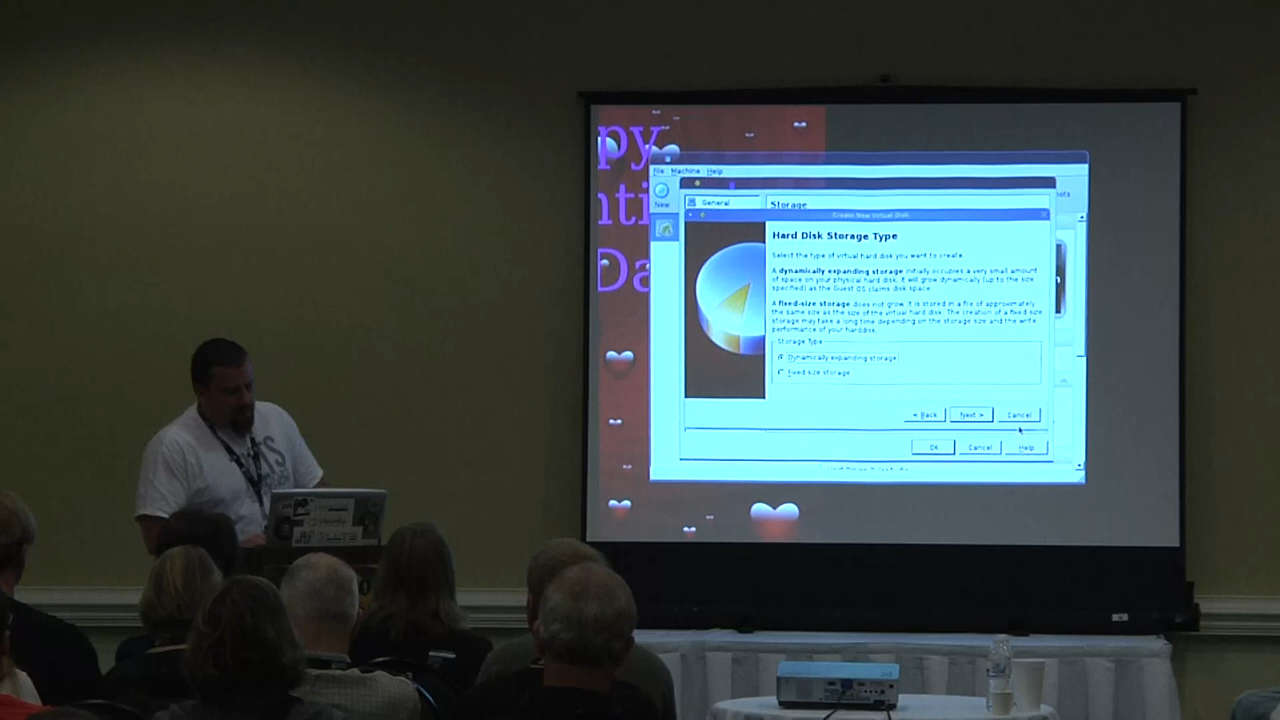 py
nti
Da
File Machine Help
New
General
Storage
Create New Virtual Disk
Hard Disk Storage Type
Select the type of virtual hard disk you want to create.
A dynamically expanding storage initially occupies a very small amount
of space on your physical hard disk. It will grow dynamically (up to the size
specified) as the Guest OS claims disk space.
A fixed-size storage does not grow. It is stored in a file of approximately
the same size as the size of the virtual hard disk. The creation of a fixed size
storage may take a long time depending on the storage size and the write
performance of your harddisk.
Storage Type
Dynamically expanding storage
Fixed-size storage
< Back Next > Cancel
OK Cancel Help